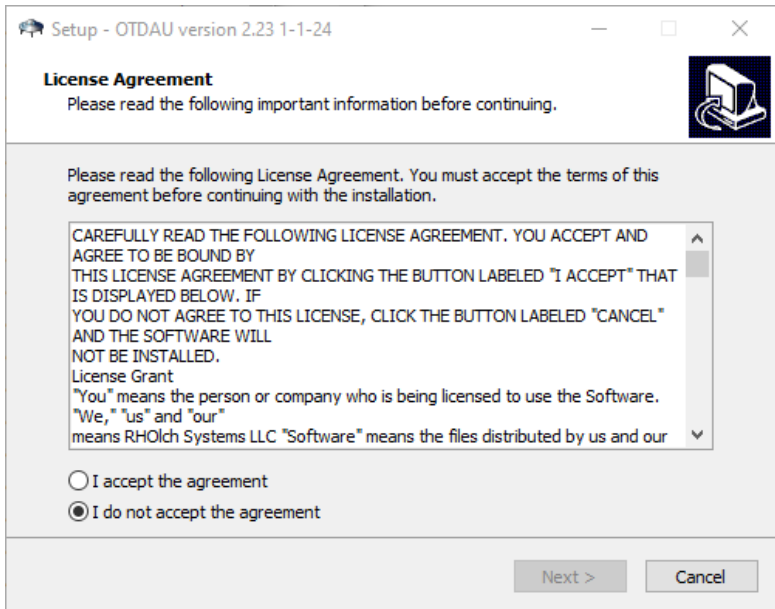 Setup - OTDAU version 2.23 1-1-24
License Agreement
Please read the following important information before continuing.
Please read the following License Agreement. You must accept the terms of this
agreement before continuing with the installation.
CAREFULLY READ THE FOLLOWING LICENSE AGREEMENT. YOU ACCEPT AND
AGREE TO BE BOUND BY
THIS LICENSE AGREEMENT BY CLICKING THE BUTTON LABELED "I ACCEPT" THAT
IS DISPLAYED BELOW. IF
YOU DO NOT AGREE TO THIS LICENSE, CLICK THE BUTTON LABELED "CANCEL"
AND THE SOFTWARE WILL
NOT BE INSTALLED.
License Grant
"You" means the person or company who is being licensed to use the Software.
"We," "us" and "our"
means RHOlch Systems LLC "Software" means the files distributed by us and our
I accept the agreement
I do not accept the agreement
Next >
Cancel